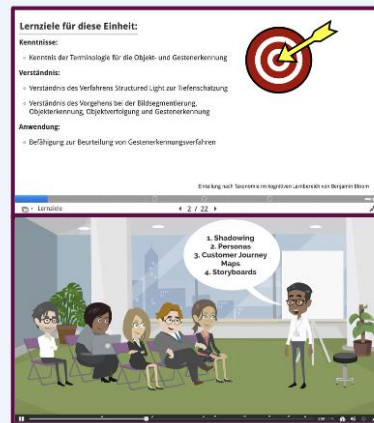 Lernziele für diese Einheit:
Kenntnisse:
Kenntnis der Terminologie für die Objekt- und Gestenerkennung
Verständnis:
Verständnis des Verfahrens Structured Light zur Tiefenschätzung
Verständnis des Vorgehens bei der Bildsegmentierung,
Objekterkennung, Objektverfolgung und Gestenerkennung
Anwendung:
Befähigung zur Beurteilung von Gestenerkennungsverfahren
Einteilung nach Taxonomie im kognitiven Lernbereich von Benjamin Bloom
Lernziele
2 / 22
1. Shadowing
2. Personas
3. Customer Journey
Maps
4. Storyboards